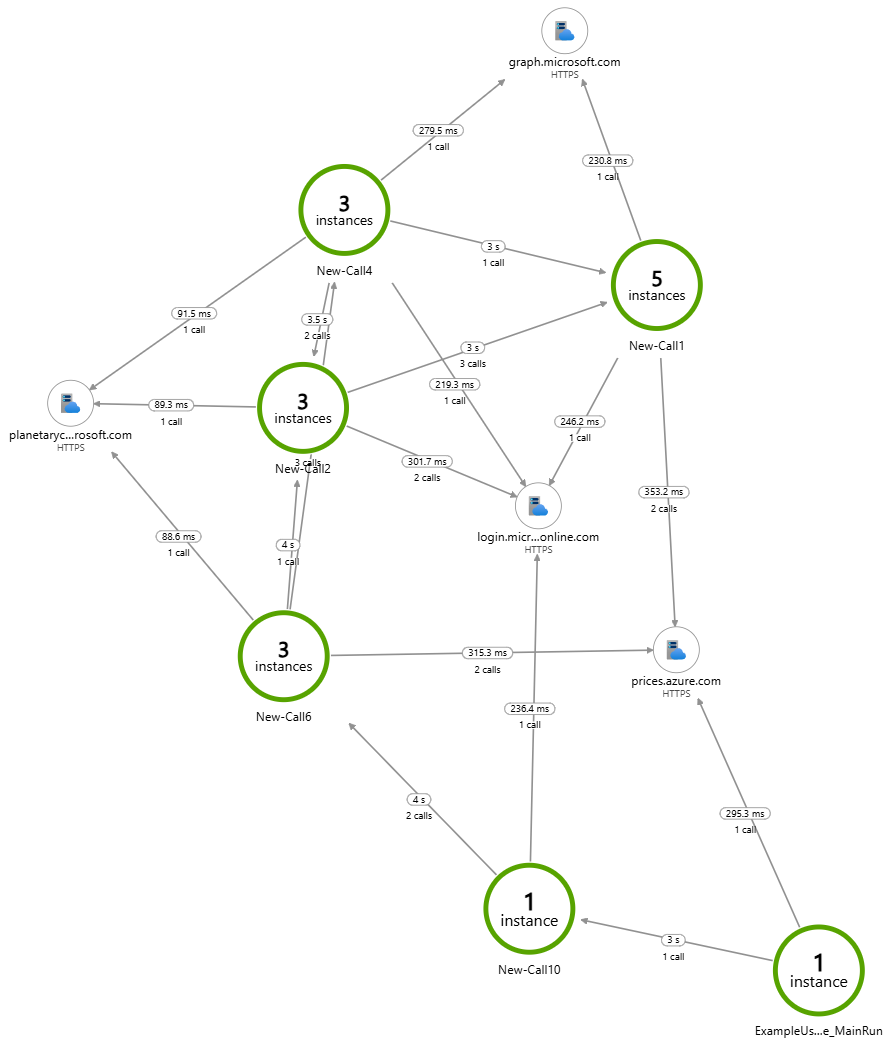 graph.microsoft.com
HTTPS
279.5 ms
1 call
230.8 ms
1 call
3
instances
New-Call4
3 s
1 call
5
instances
New-Call1
91.5 ms
1 call
3.5 s
2 calls
3 s
3 calls
219.3 ms
1 call
planetaryc...rosoft.com
HTTPS
89.3 ms
1 call
3
instances
New-Call2
3 calls
301.7 ms
2 calls
246.2 ms
1 call
login.micr...online.com
HTTPS
353.2 ms
2 calls
88.6 ms
1 call
4 s
1 call
3
instances
New-Call6
315.3 ms
2 calls
prices.azure.com
HTTPS
236.4 ms
1 call
4 s
2 calls
295.3 ms
1 call
1
instance
New-Call10
3 s
1 call
1
instance
ExampleUs...e_MainRun